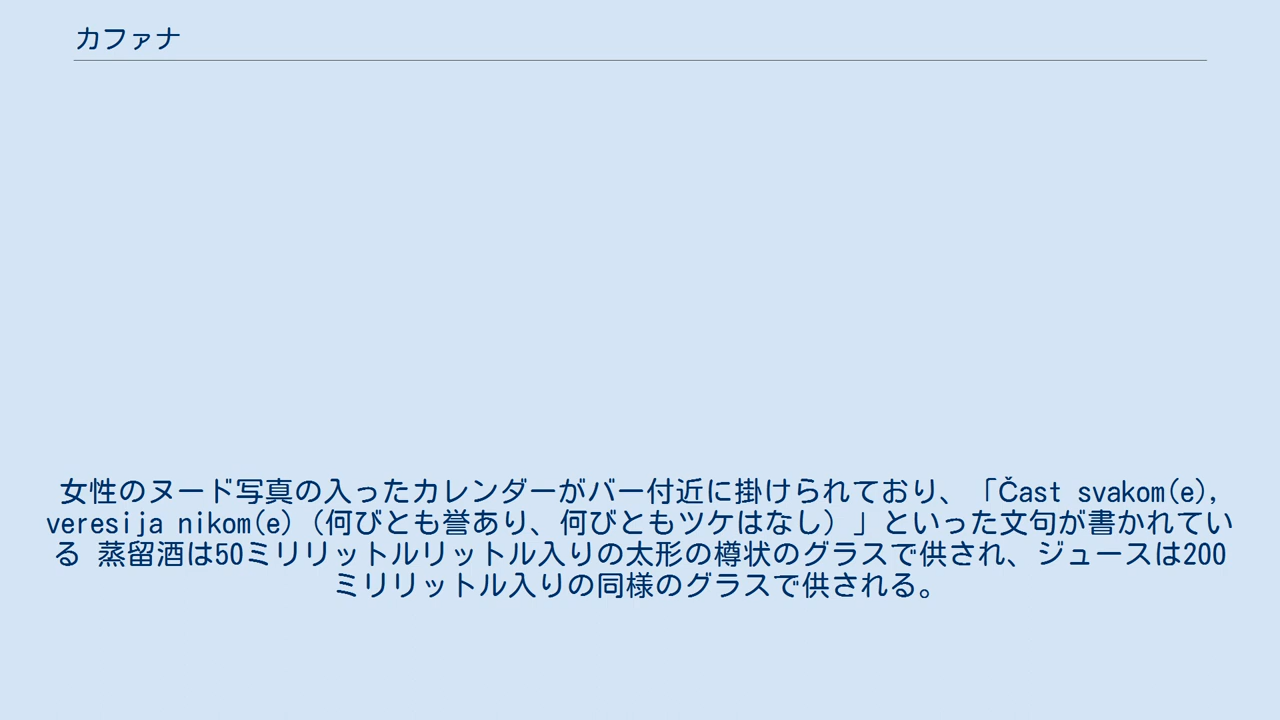 カファナ
女性のヌード写真の入ったカレンダーがバー付近に掛けられており、「Čast svakom(e),
veresija nikom(e)（何びとも誉あり、何びともツケはなし）」といった文句が書かれてい
る 蒸留酒は50ミリリットルリットル入りの太形の樽状のグラスで供され、ジュースは200
ミリリットル入りの同様のグラスで供される。